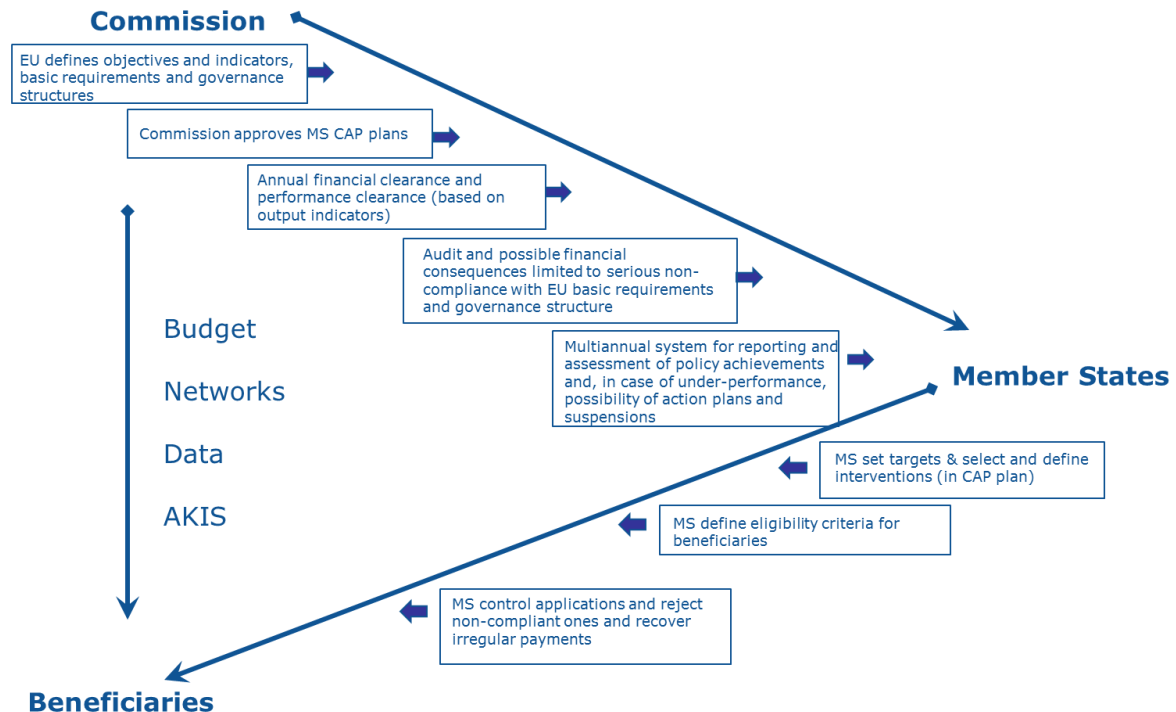 Commission
EU defines objectives and indicators,
basic requirements and governance
structures
Commission approves MS CAP plans
Annual financial clearance and
performance clearance (based on
output indicators)
Audit and possible financial
consequences limited to serious non-
compliance with EU basic requirements
and governance structure
Budget
Networks
Data
AKIS
Multiannual system for reporting and
assessment of policy achievements
and, in case of under-performance,
possibility of action plans and
suspensions
Member States
MS set targets & select and define
interventions (in CAP plan)
MS define eligibility criteria for
beneficiaries
MS control applications and reject
non-compliant ones and recover
irregular payments
Beneficiaries